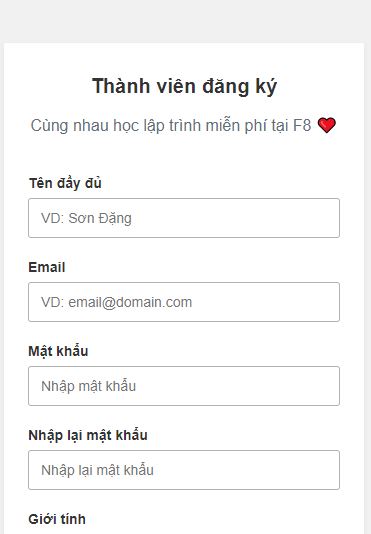 Thành viên đăng ký
Cùng nhau học lập trình miễn phí tại F8 ❤️
Tên đầy đủ
VD: Sơn Đặng
Email
VD: email@domain.com
Mật khẩu
Nhập mật khẩu
Nhập lại mật khẩu
Nhập lại mật khẩu
Giới tính